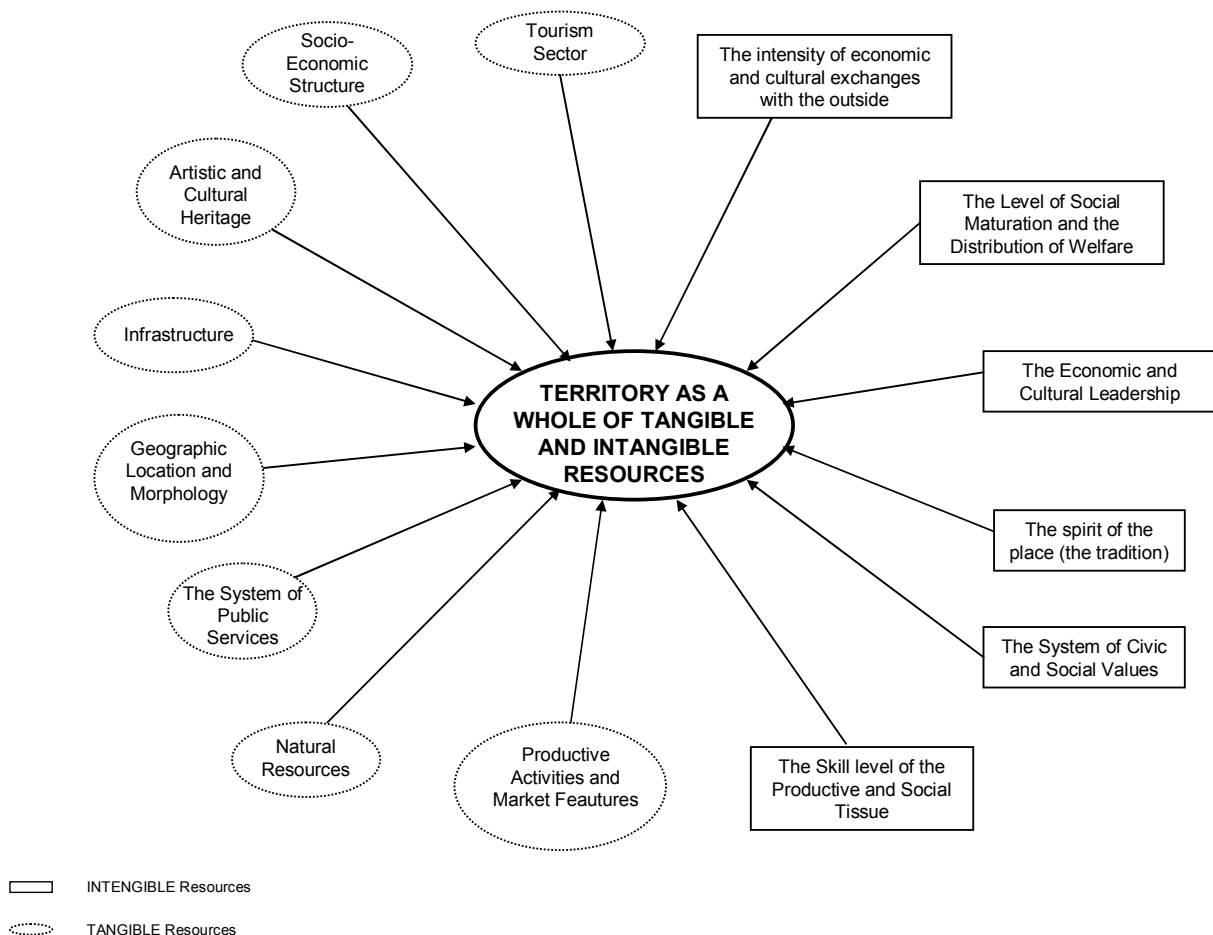 Socio-
Economic
Structure
Tourism
Sector
The intensity of economic
and cultural exchanges
with the outside
Artistic and
Cultural
Heritage
The Level of Social
Maturation and the
Distribution of Welfare
Infrastructure
TERRITORY AS A
WHOLE OF TANGIBLE
AND INTANGIBLE
RESOURCES
The Economic and
Cultural Leadership
Geographic
Location and
Morphology
The spirit of the
place (the tradition)
The System of
Public
Services
The System of Civic
and Social Values
Natural
Resources
Productive
Activities and
Market Feautures
The Skill level of the
Productive and Social
Tissue
INTENGIBLE Resources
TANGIBLE Resources